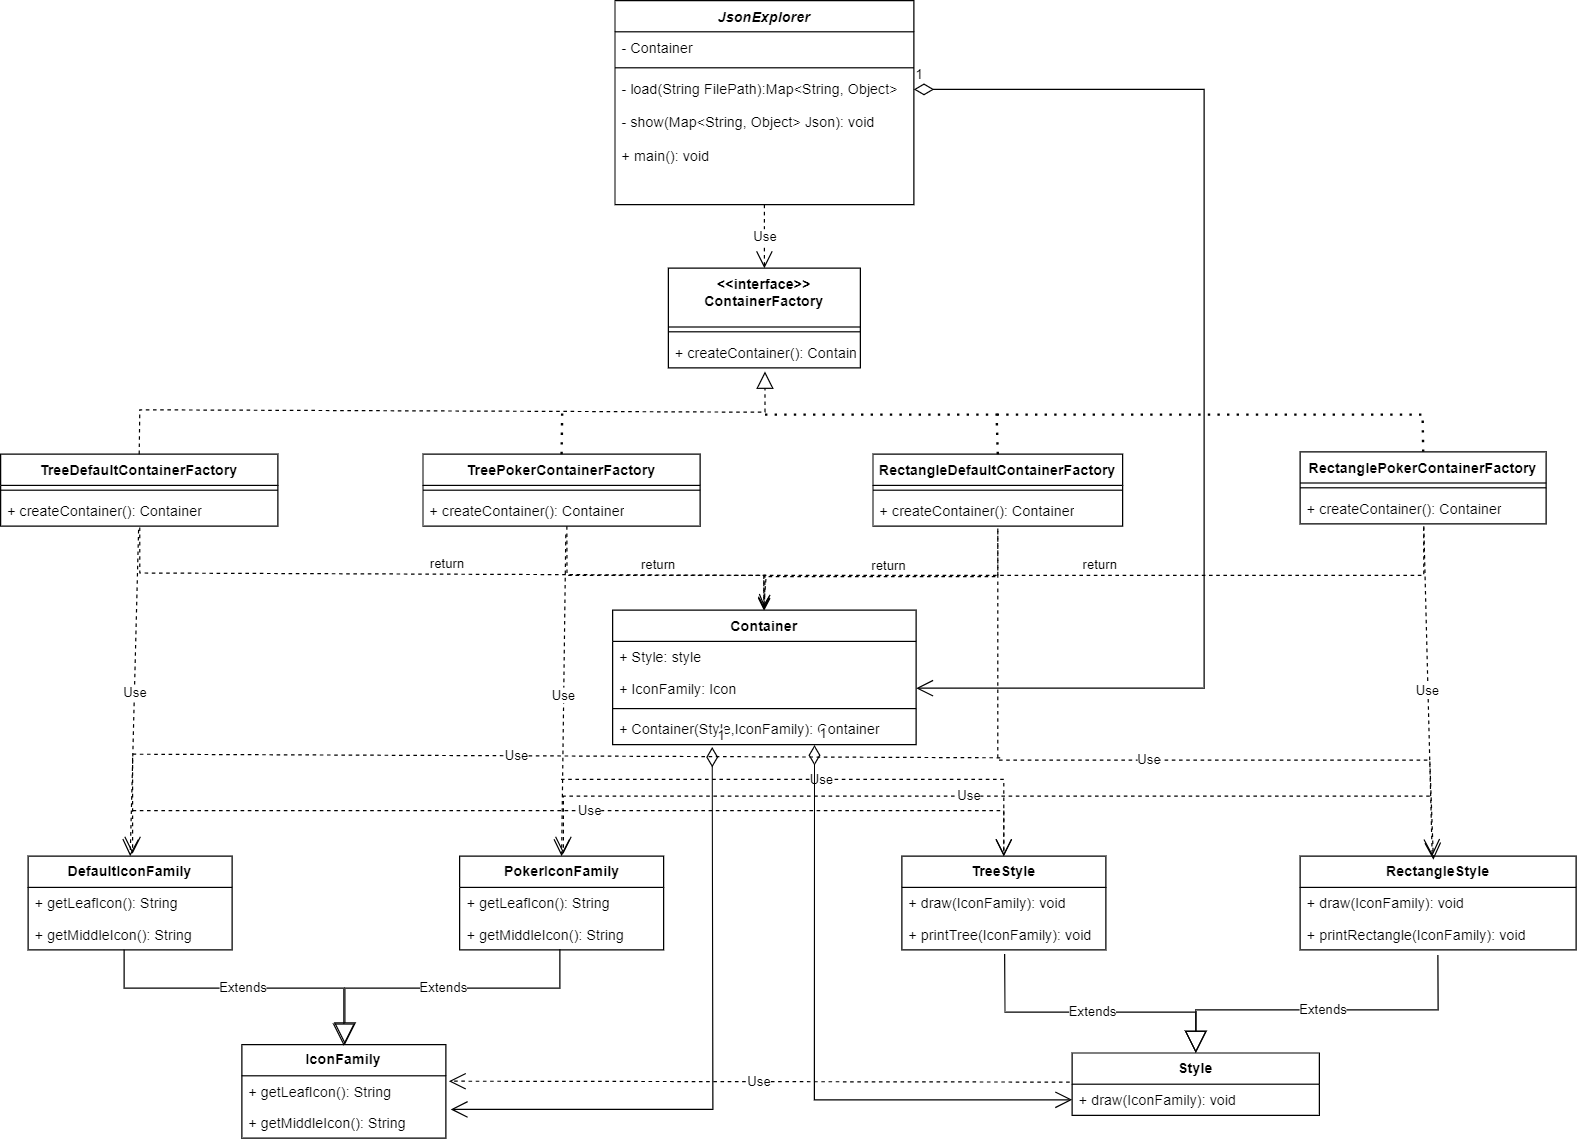 JsonExplorer
- Container
1
- load(String FilePath):Map<String, Object>
- show(Map<String, Object> Json): void
+ main(): void
Use
<<interface>>
ContainerFactory
+ createContainer(): Contain
TreeDefaultContainerFactory
+ createContainer(): Container
TreePokerContainerFactory
+ createContainer(): Container
RectangleDefaultContainerFactory
+ createContainer(): Container
RectanglePokerContainerFactory
+ createContainer(): Container
return
return
return
return
Container
+ Style: style
+ IconFamily: Icon
+ Container(Style,IconFamily): Container
1
1
Use
Use
Use
Use
Use
Use
Use
Use
DefaultIconFamily
+ getLeafIcon(): String
+ getMiddleIcon(): String
PokerIconFamily
+ getLeafIcon(): String
+ getMiddleIcon(): String
TreeStyle
+ draw(IconFamily): void
+ printTree(IconFamily): void
RectangleStyle
+ draw(IconFamily): void
+ printRectangle(IconFamily): void
Extends
Extends
Extends
Extends
IconFamily
+ getLeafIcon(): String
+ getMiddleIcon(): String
Use
Style
+ draw(IconFamily): void